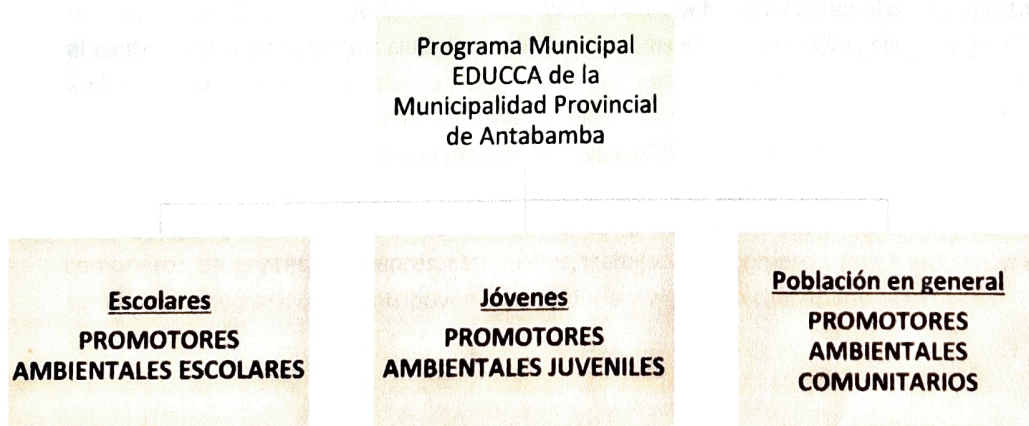 Programa Municipal
EDUCCA de la
Municipalidad Provincial
de Antabamba
Escolares
PROMOTORES
AMBIENTALES ESCOLARES
Jóvenes
PROMOTORES
AMBIENTALES JUVENILES
Población en general
PROMOTORES
AMBIENTALES
COMUNITARIOS